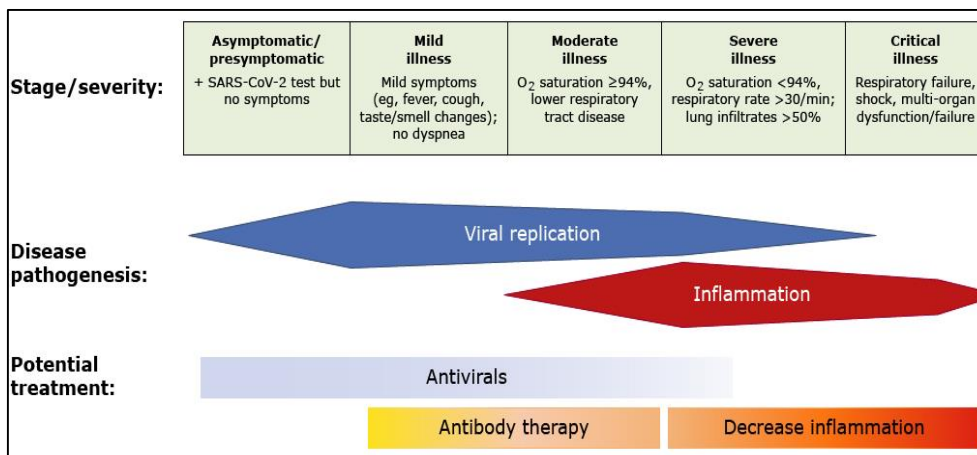 Stage/severity:
Asymptomatic/
presymptomatic
+ SARS-CoV-2 test but
no symptoms
Mild
illness
Mild symptoms
(eg, fever, cough,
taste/smell changes);
no dyspnea
Moderate
illness
O₂ saturation ≥94%,
lower respiratory
tract disease
Severe
illness
O₂ saturation <94%,
respiratory rate >30/min;
lung infiltrates >50%
Critical
illness
Respiratory failure,
shock, multi-organ
dysfunction/failure
Disease
pathogenesis:
Viral replication
Inflammation
Potential
treatment:
Antivirals
Antibody therapy
Decrease inflammation